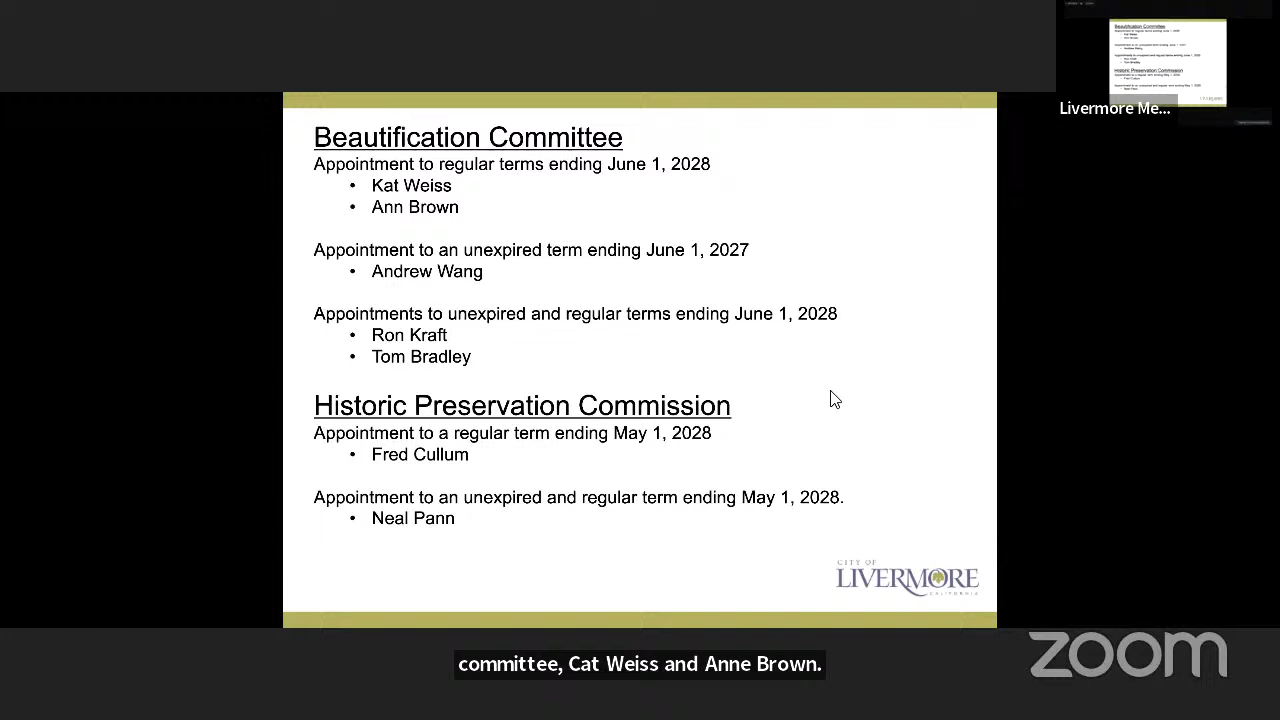 Beautification Committee
Appointment to regular terms ending June 1, 2028
• Kat Weiss
• Ann Brown
Appointment to an unexpired term ending June 1, 2027
• Andrew Wang
Appointments to unexpired and regular terms ending June 1, 2028
• Ron Kraft
• Tom Bradley
Historic Preservation Commission
Appointment to a regular term ending May 1, 2028
• Fred Cullum
Appointment to an unexpired and regular term ending May 1, 2028.
• Neal Pann
CITY OF
LIVERMORE
CALIFORNIA
Livermore Me...
committee, Cat Weiss and Anne Brown.
zoom